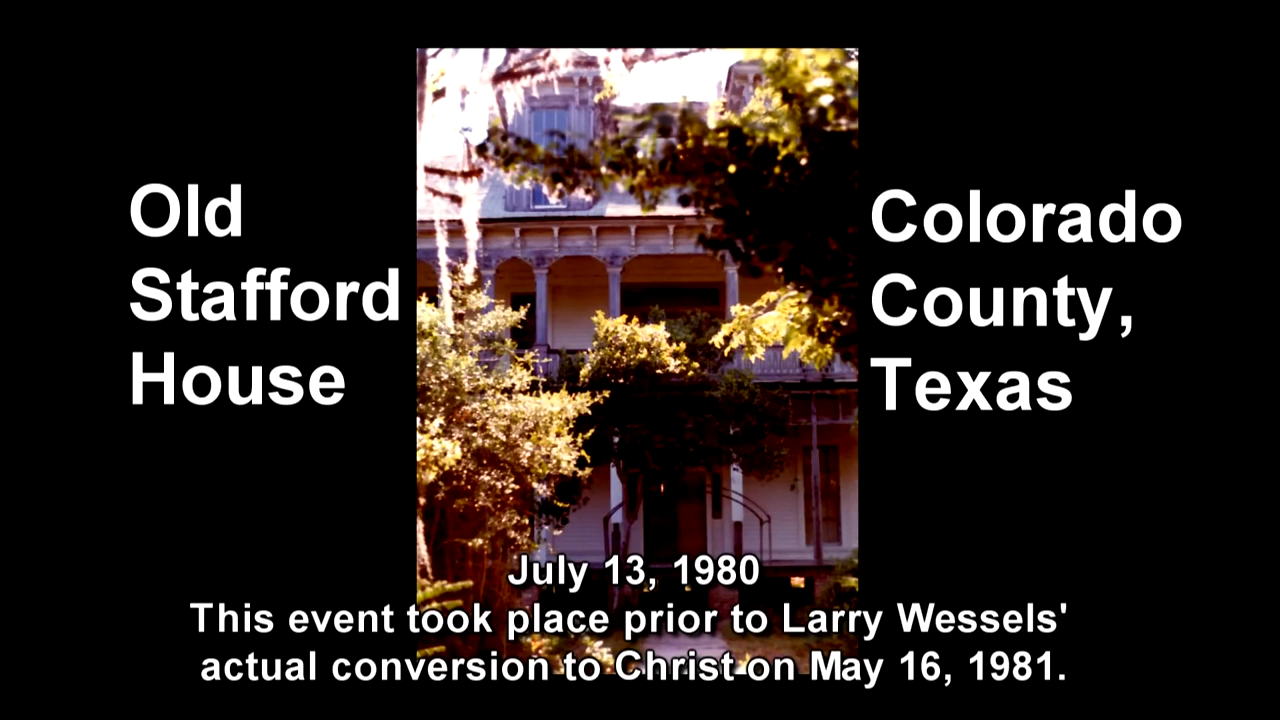 Old
Stafford
House
Colorado
County,
Texas
July 13, 1980
This event took place prior to Larry Wessels'
actual conversion to Christ on May 16, 1981.